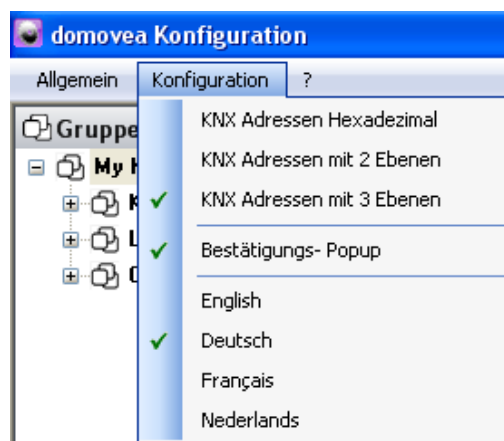 domovea Konfiguration
Allgemein Konfiguration ?
Gruppe
KNX Adressen Hexadezimal
KNX Adressen mit 2 Ebenen
My
KNX Adressen mit 3 Ebenen
Bestätigungs- Popup
English
Deutsch
Français
Nederlands